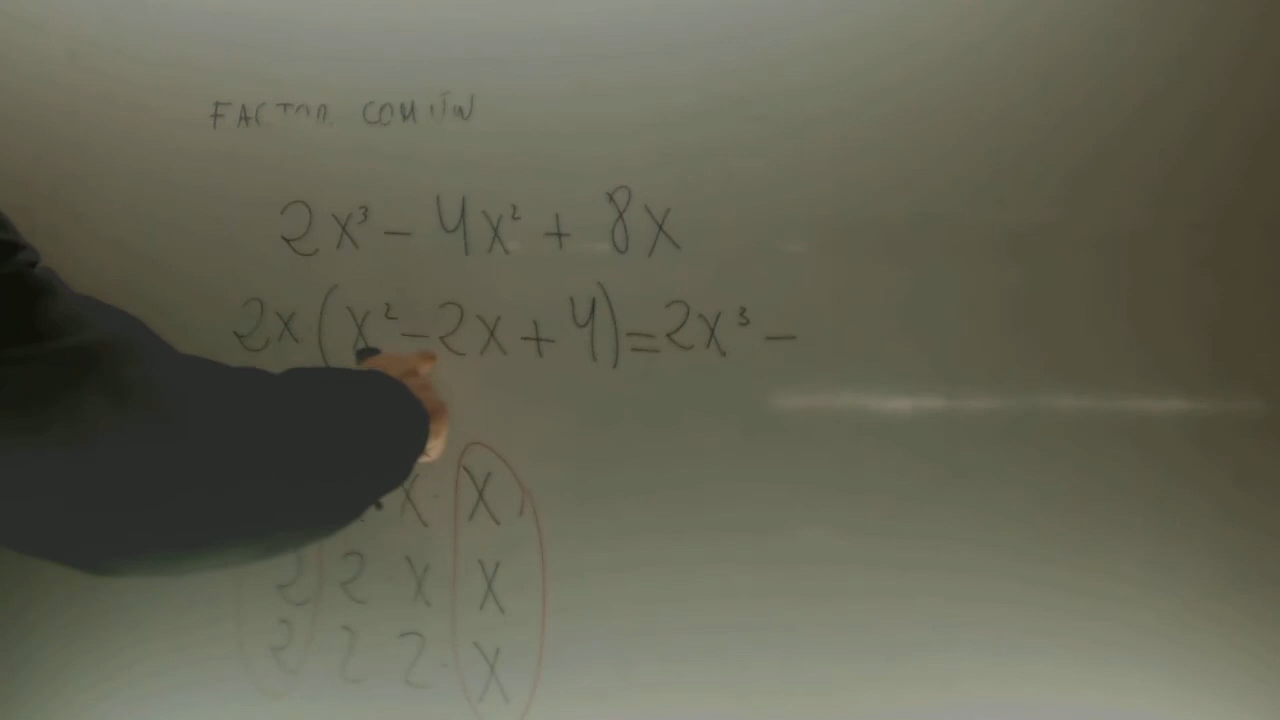 FACTOR COMÚN
2x³ - 4x² + 8x
2x(x² - 2x + 4) = 2x³ -
x · x
2 2 x x
2 2 2 · x